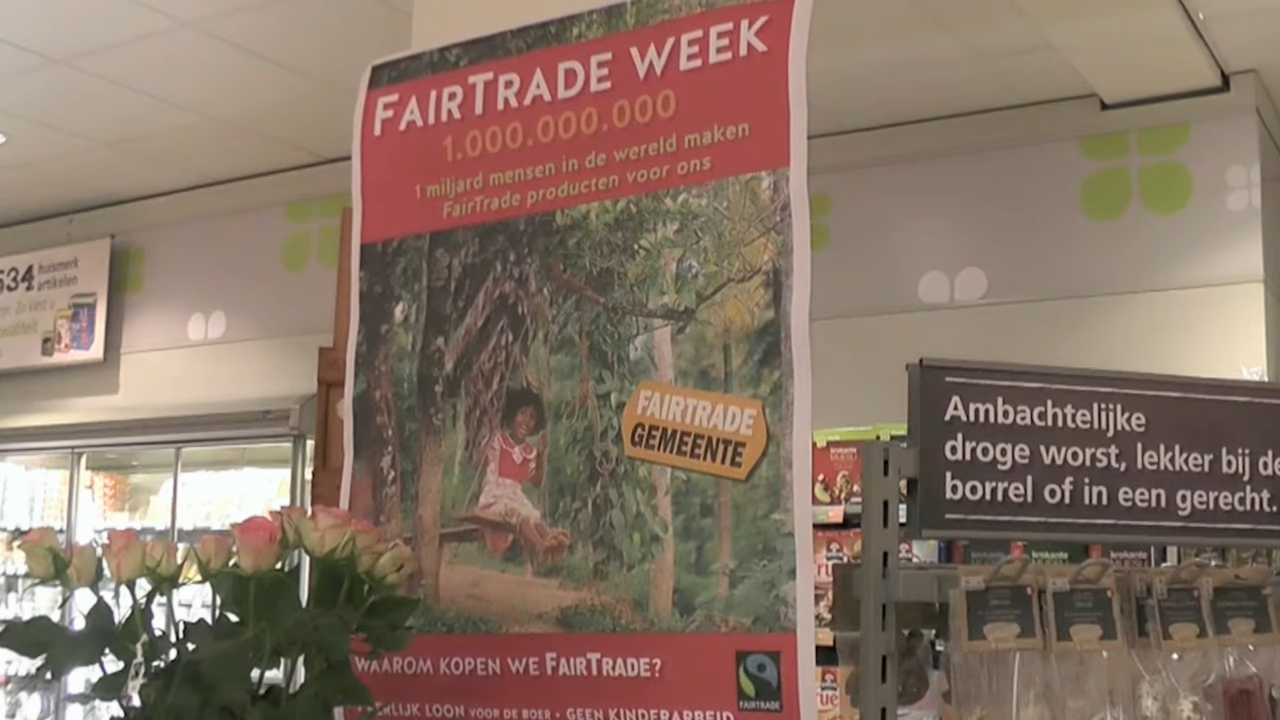 FAIRTRADE WEEK
1.000.000.000
1 miljard mensen in de wereld maken
FairTrade producten voor ons
FAIRTRADE
GEMEENTE
WAAROM KOPEN WE FAIRTRADE?
LOON VOOR DE BOER • GEEN KINDERARBEID
FAIRTRADE
534 huismerk
artikelen
Zo kiest u
Ambachtelijke
droge worst, lekker bij de
borrel of in een gerecht.